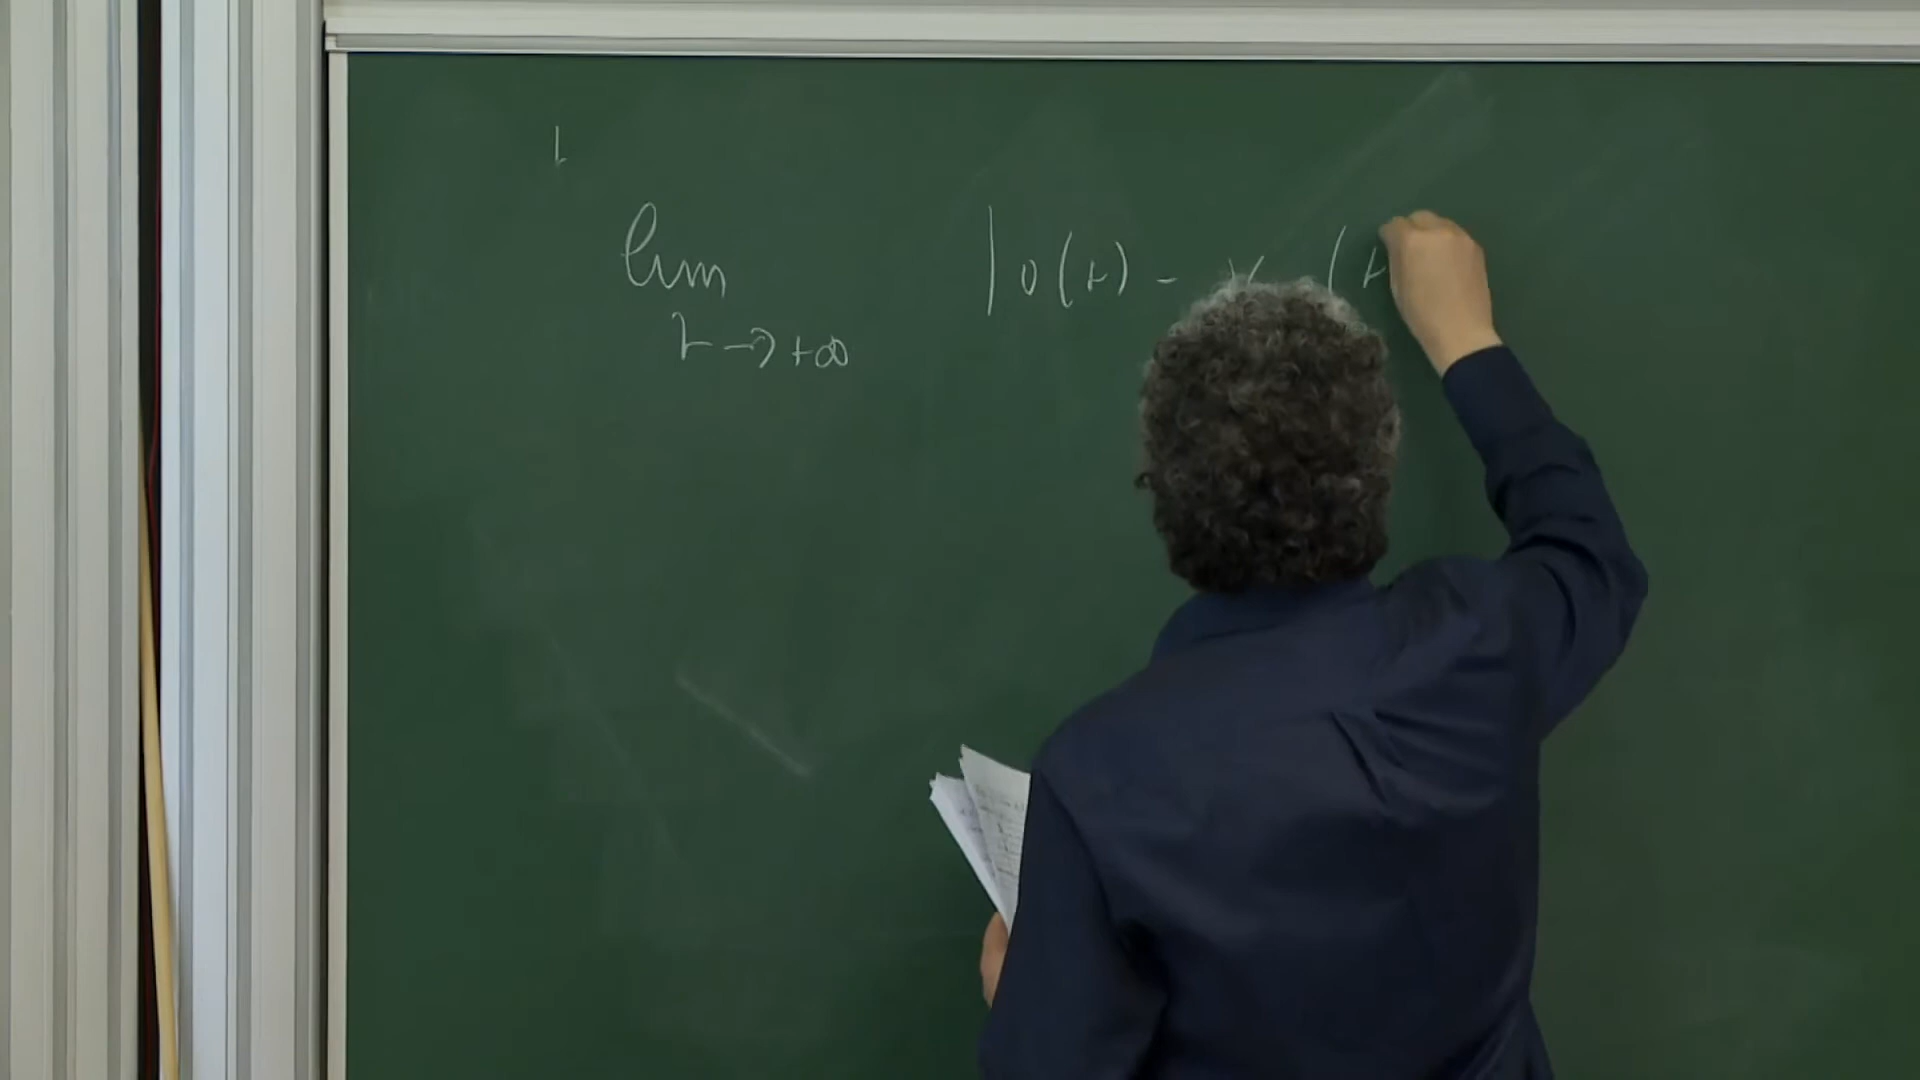 lim |υ(t) - (t
t → +∞